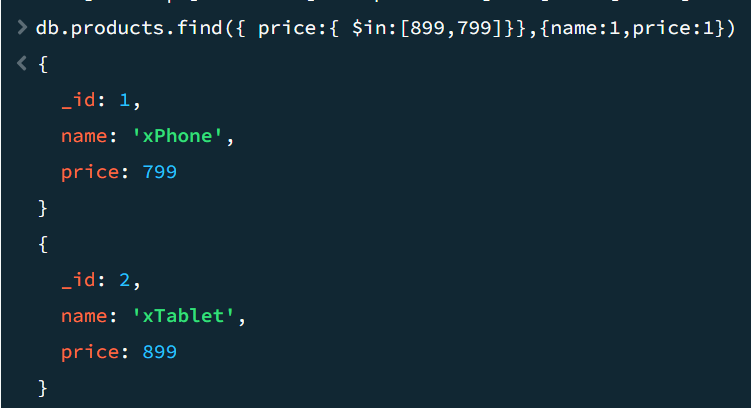 > db.products.find({ price:{ $in:[899,799]}},{name:1,price:1})
< {
_id: 1,
name: 'xPhone',
price: 799
}
{
_id: 2,
name: 'xTablet',
price: 899
}